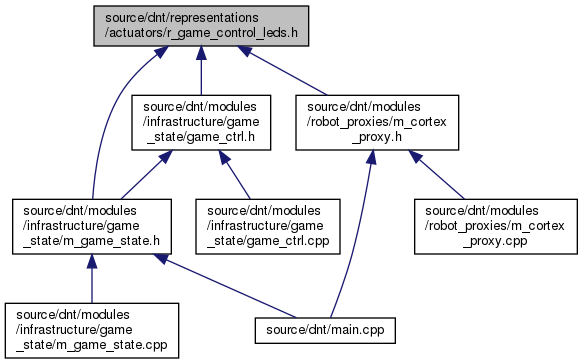 source/dnt/representations
/actuators/r_game_control_leds.h
source/dnt/modules
/infrastructure/game
_state/game_ctrl.h
source/dnt/modules
/robot_proxies/m_cortex
_proxy.h
source/dnt/modules
/infrastructure/game
_state/m_game_state.h
source/dnt/modules
/infrastructure/game
_state/game_ctrl.cpp
source/dnt/modules
/robot_proxies/m_cortex
_proxy.cpp
source/dnt/modules
/infrastructure/game
_state/m_game_state.cpp
source/dnt/main.cpp